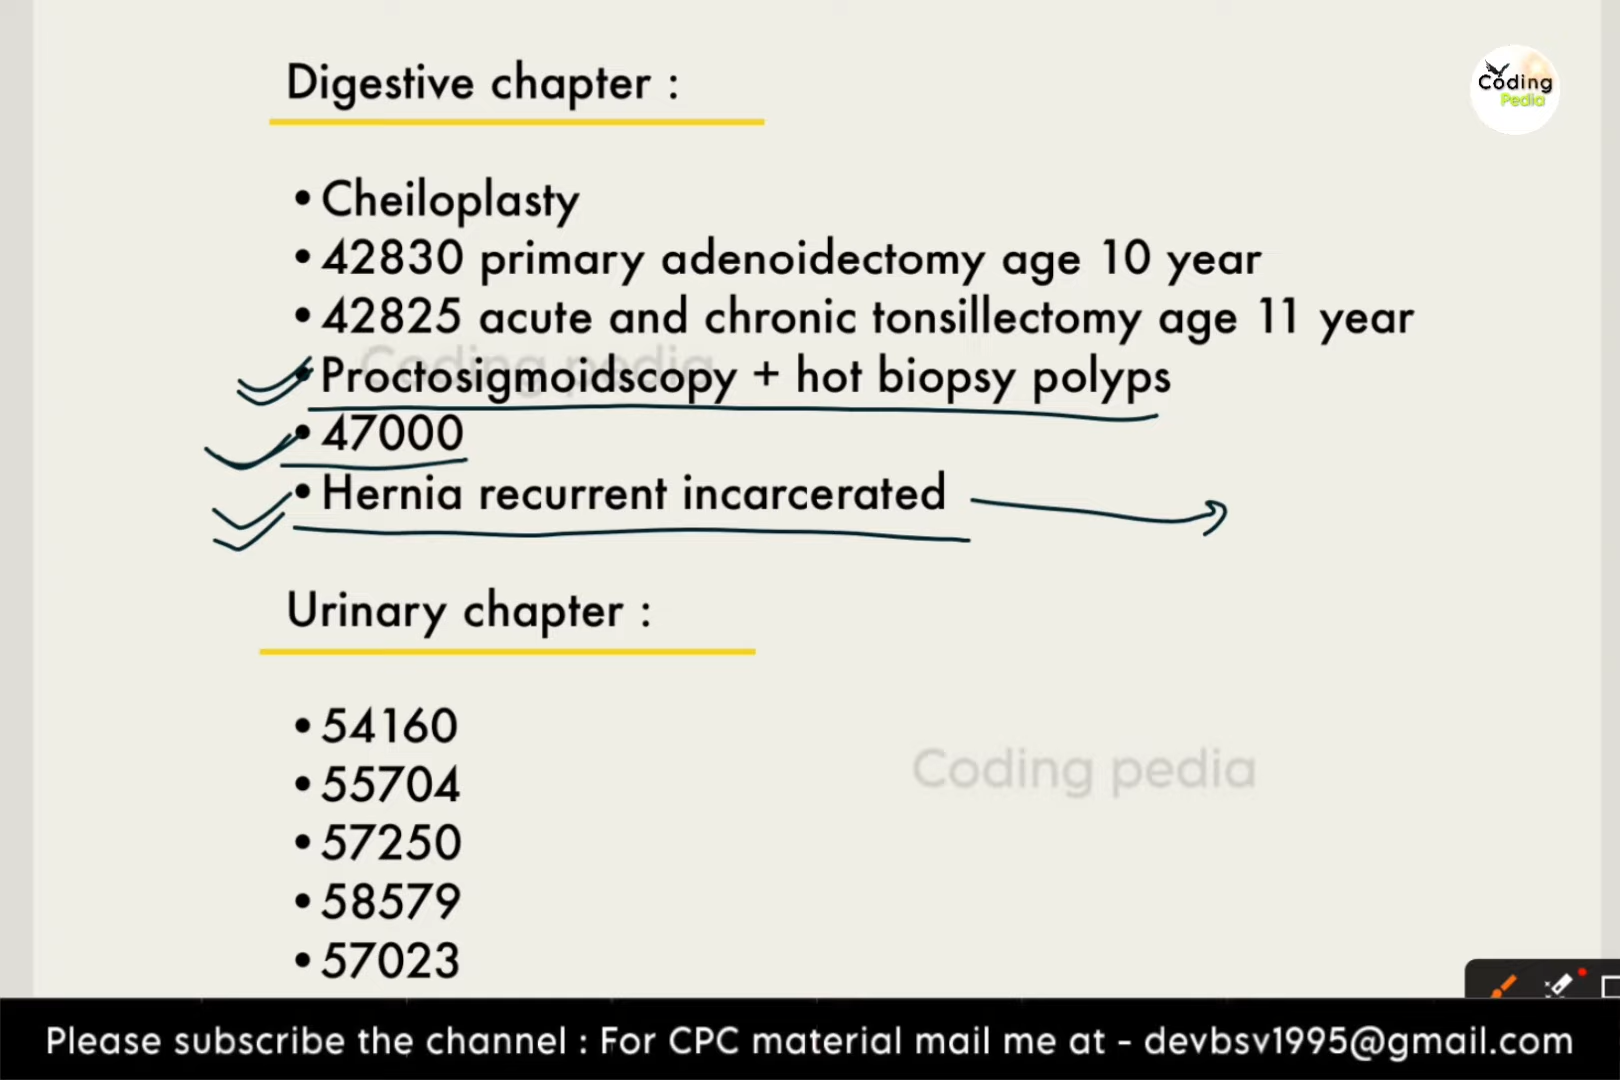 Digestive chapter :
Coding
Pedia
• Cheiloplasty
• 42830 primary adenoidectomy age 10 year
• 42825 acute and chronic tonsillectomy age 11 year
Coding pedia
• Proctosigmoidscopy + hot biopsy polyps
• 47000
• Hernia recurrent incarcerated
Urinary chapter :
• 54160
• 55704
Coding pedia
• 57250
• 58579
• 57023
Please subscribe the channel : For CPC material mail me at - devbsv1995@gmail.com